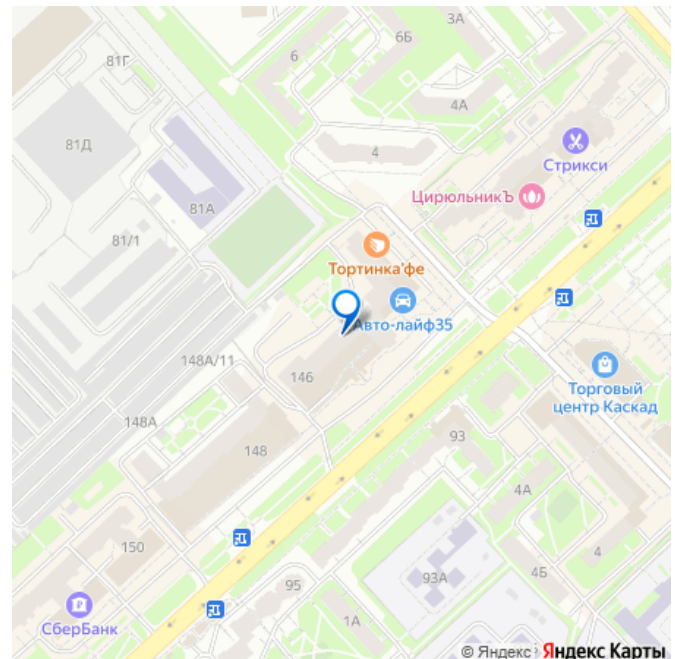 3А
6Б
81Г
6
4А
81Д
4
Стрикси
ЦирюльникЪ
81А
81/1
Тортинка'фе
Авто-лайф35
148А/11
146
Торговый
центр Каскад
148А
93
148
4А
150
4
93А
4Б
95
СберБанк
1А
© Яндекс Яндекс Карты